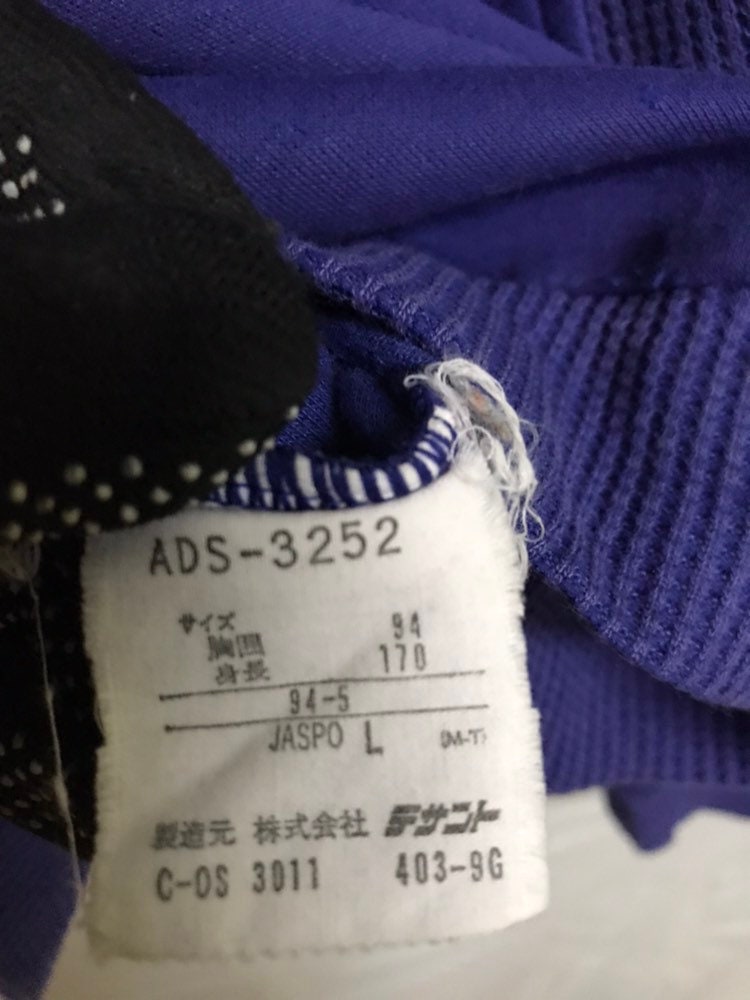 ADS-3252
サイズ
胸囲 94
身長 170
94-5
JASPO L (M-T)
製造元 株式会社 デサント
C-OS 3011 403-9G